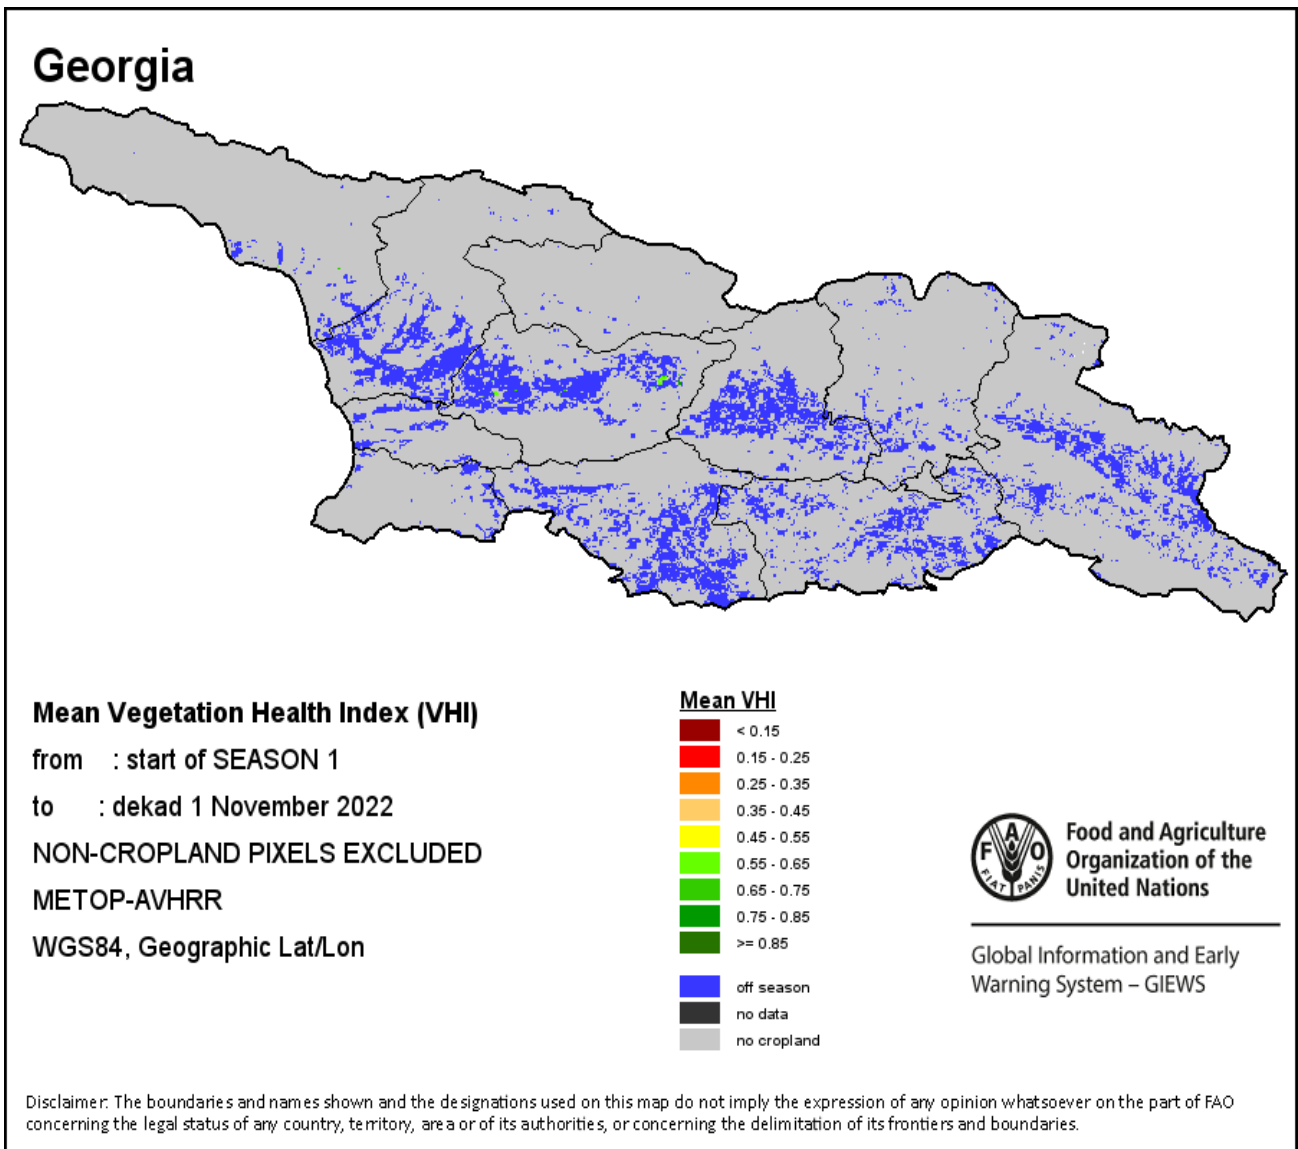 Georgia
Mean Vegetation Health Index (VHI)
from : start of SEASON 1
to : dekad 1 November 2022
NON-CROPLAND PIXELS EXCLUDED
METOP-AVHRR
WGS84, Geographic Lat/Lon
Mean VHI
< 0.15
0.15 - 0.25
0.25 - 0.35
0.35 - 0.45
0.45 - 0.55
0.55 - 0.65
0.65 - 0.75
0.75 - 0.85
>= 0.85
off season
no data
no cropland
F A O
FIAT PANIS
Food and Agriculture
Organization of the
United Nations
Global Information and Early
Warning System – GIEWS
Disclaimer: The boundaries and names shown and the designations used on this map do not imply the expression of any opinion whatsoever on the part of FAO
concerning the legal status of any country, territory, area or of its authorities, or concerning the delimitation of its frontiers and boundaries.